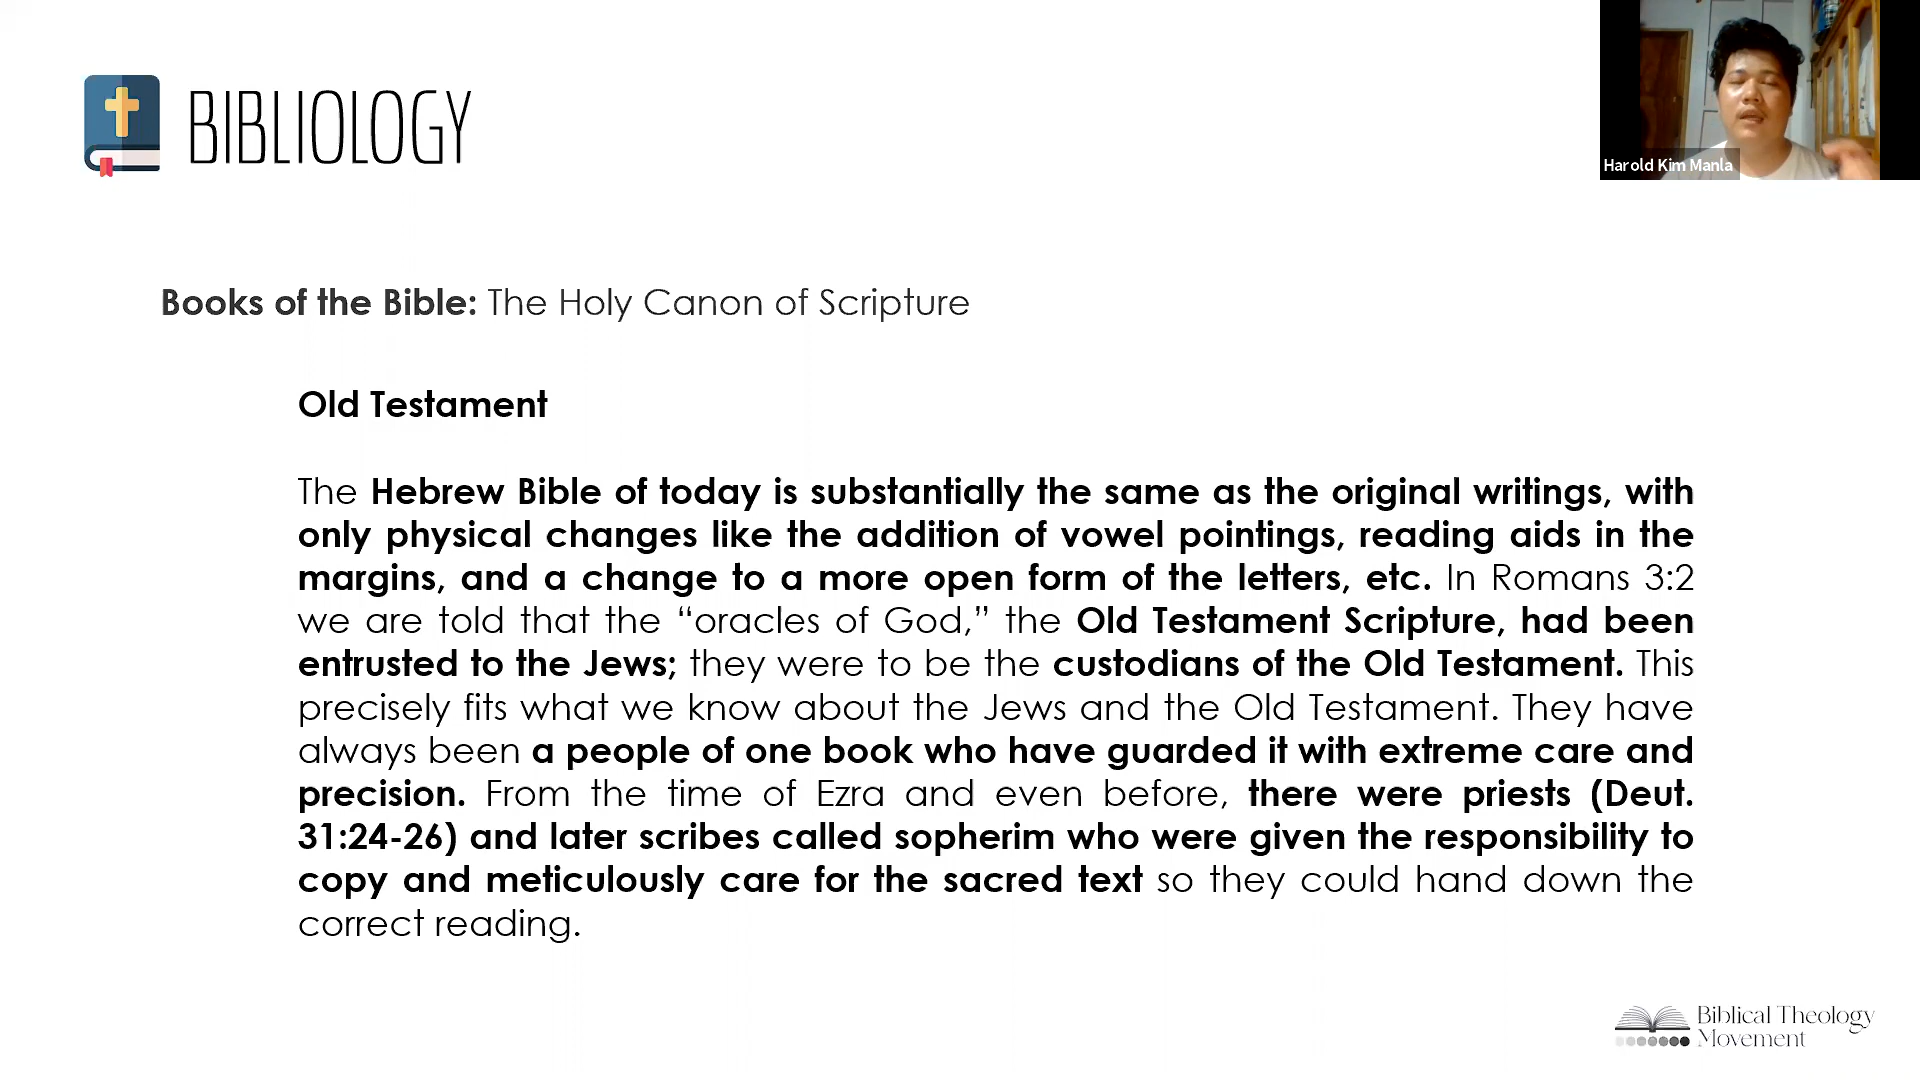 BIBLIOLOGY
Harold Kim Manla
Books of the Bible: The Holy Canon of Scripture
Old Testament
The Hebrew Bible of today is substantially the same as the original writings, with
only physical changes like the addition of vowel pointings, reading aids in the
margins, and a change to a more open form of the letters, etc. In Romans 3:2
we are told that the “oracles of God,” the Old Testament Scripture, had been
entrusted to the Jews; they were to be the custodians of the Old Testament. This
precisely fits what we know about the Jews and the Old Testament. They have
always been a people of one book who have guarded it with extreme care and
precision. From the time of Ezra and even before, there were priests (Deut.
31:24-26) and later scribes called sopherim who were given the responsibility to
copy and meticulously care for the sacred text so they could hand down the
correct reading.
Biblical Theology
Movement